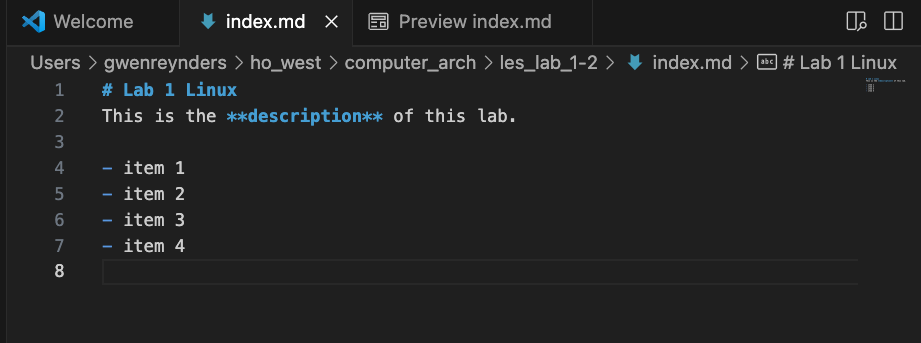 Welcome index.md Preview index.md
Users > gwenreynders > ho_west > computer_arch > les_lab_1-2 > index.md > abc # Lab 1 Linux
1 # Lab 1 Linux
2 This is the **description** of this lab.
3
4 - item 1
5 - item 2
6 - item 3
7 - item 4
8